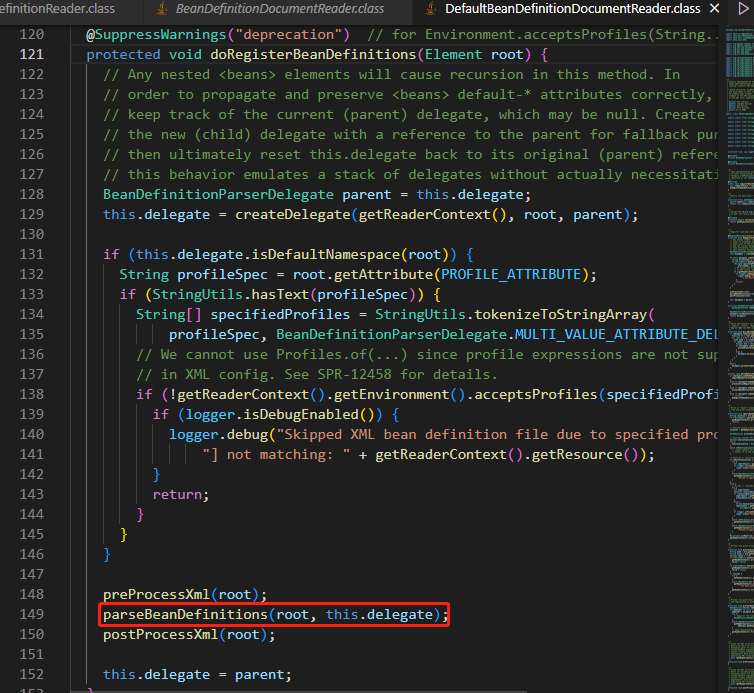 efinitionReader.class BeanDefinitionDocumentReader.class DefaultBeanDefinitionDocumentReader.class
120 @SuppressWarnings("deprecation") // for Environment.acceptsProfiles(String..
121 protected void doRegisterBeanDefinitions(Element root) {
122 // Any nested <beans> elements will cause recursion in this method. In
123 // order to propagate and preserve <beans> default-* attributes correctly,
124 // keep track of the current (parent) delegate, which may be null. Create
125 // the new (child) delegate with a reference to the parent for fallback pur
126 // then ultimately reset this.delegate back to its original (parent) refere
127 // this behavior emulates a stack of delegates without actually necessitati
128 BeanDefinitionParserDelegate parent = this.delegate;
129 this.delegate = createDelegate(getReaderContext(), root, parent);
130
131 if (this.delegate.isDefaultNamespace(root)) {
132 String profileSpec = root.getAttribute(PROFILE_ATTRIBUTE);
133 if (StringUtils.hasText(profileSpec)) {
134 String[] specifiedProfiles = StringUtils.tokenizeToStringArray(
135 profileSpec, BeanDefinitionParserDelegate.MULTI_VALUE_ATTRIBUTE_DEL
136 // We cannot use Profiles.of(...) since profile expressions are not sup
137 // in XML config. See SPR-12458 for details.
138 if (!getReaderContext().getEnvironment().acceptsProfiles(specifiedProfi
139 if (logger.isDebugEnabled()) {
140 logger.debug("Skipped XML bean definition file due to specified pro
141 "] not matching: " + getReaderContext().getResource());
142 }
143 return;
144 }
145 }
146 }
147
148 preProcessXml(root);
149 parseBeanDefinitions(root, this.delegate);
150 postProcessXml(root);
151
152 this.delegate = parent;